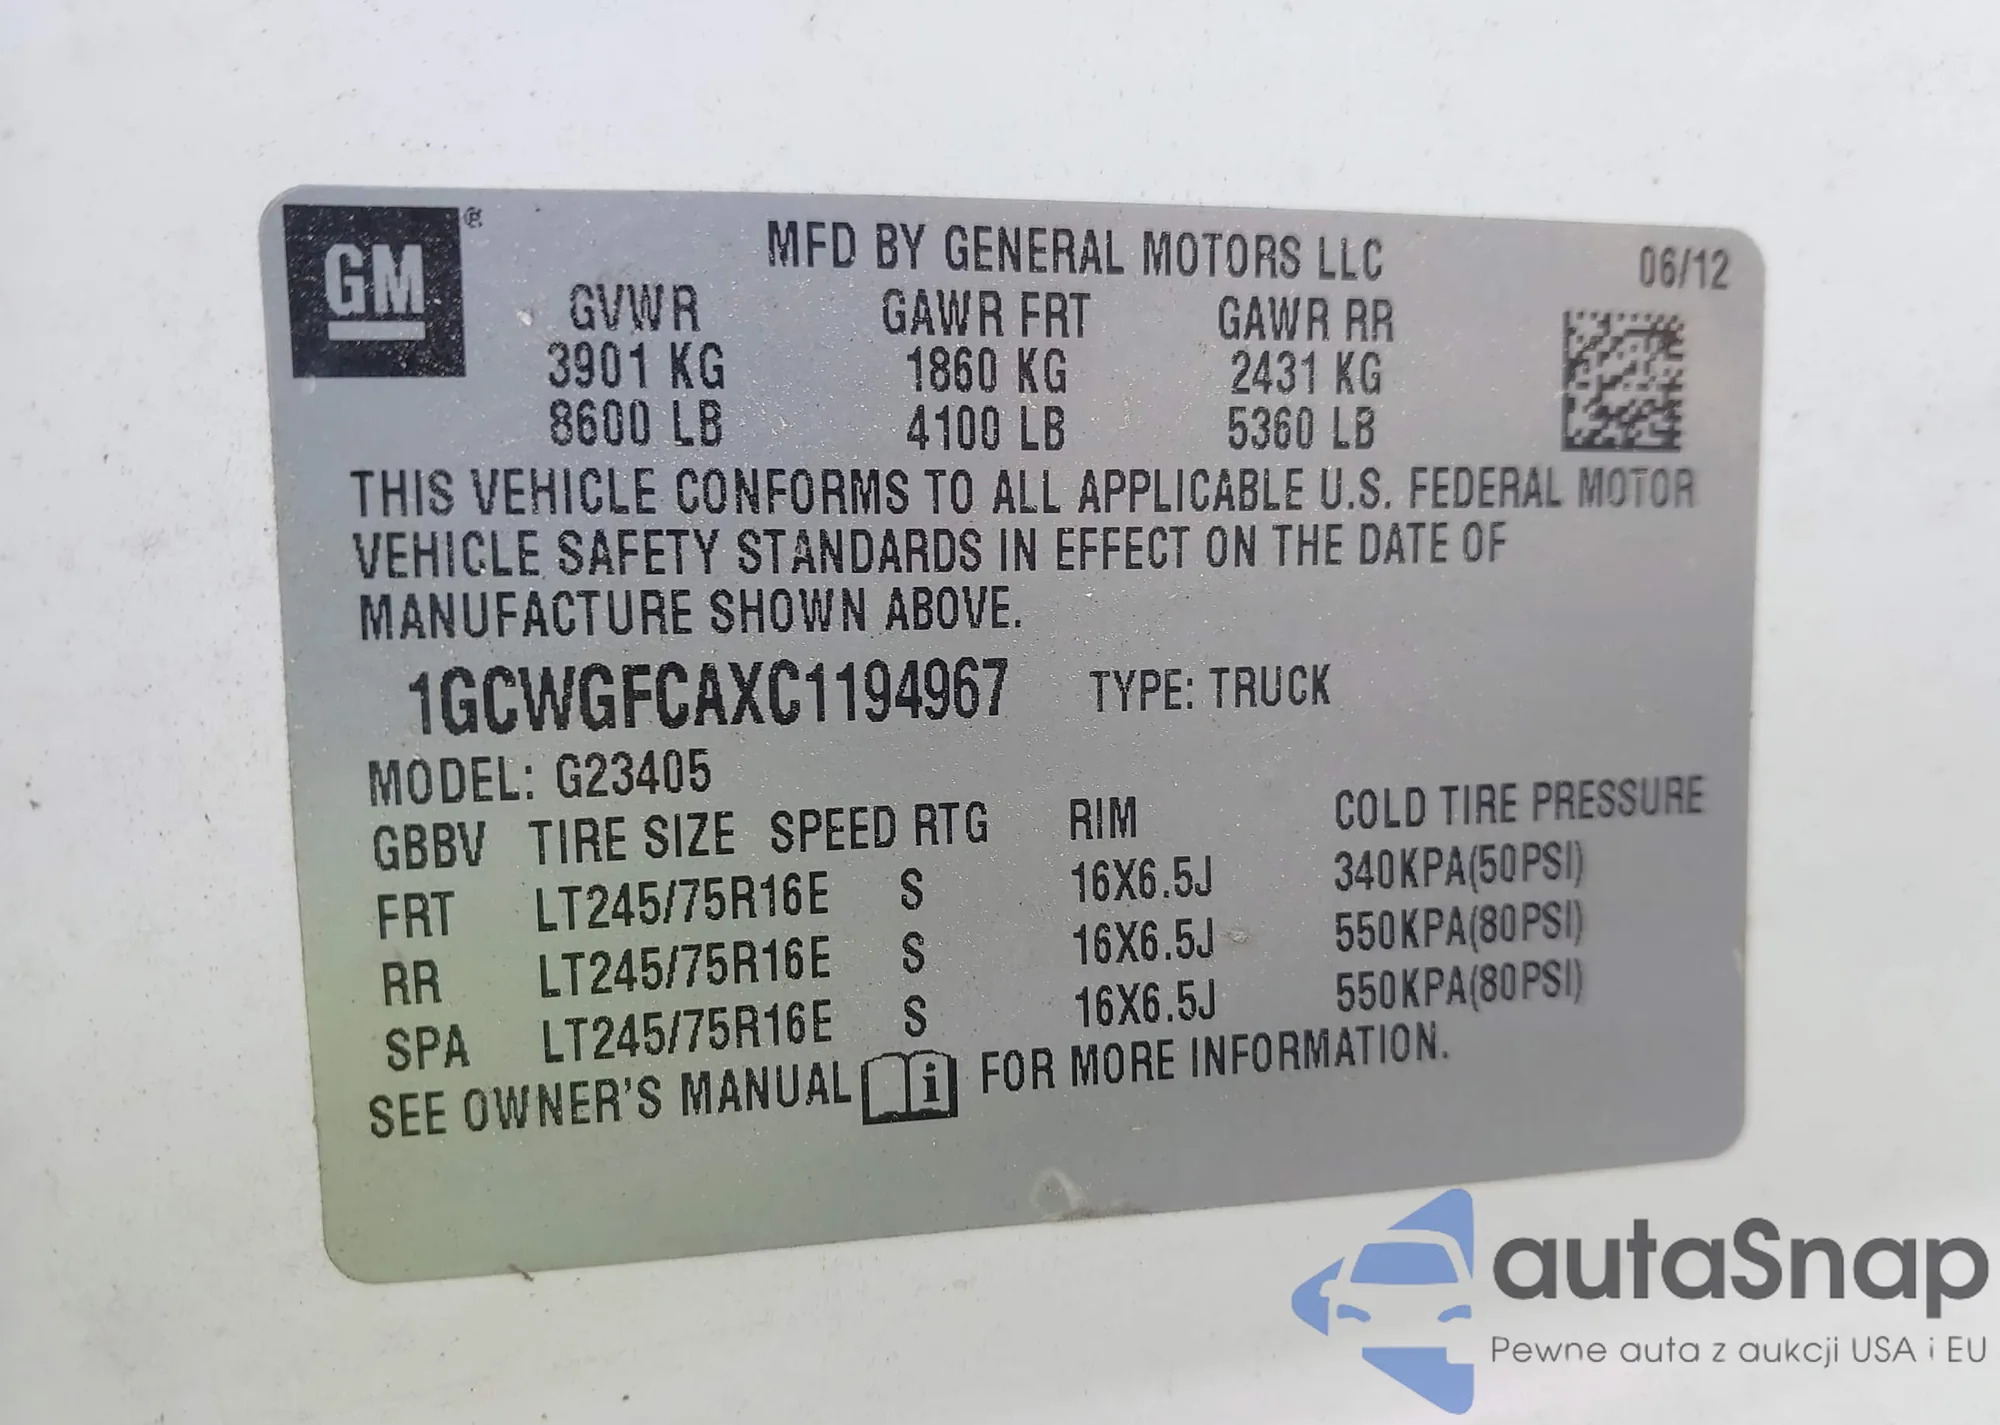 GM®
MFD BY GENERAL MOTORS LLC 06/12
GVWR GAWR FRT GAWR RR
3901 KG 1860 KG 2431 KG
8600 LB 4100 LB 5360 LB
THIS VEHICLE CONFORMS TO ALL APPLICABLE U.S. FEDERAL MOTOR
VEHICLE SAFETY STANDARDS IN EFFECT ON THE DATE OF
MANUFACTURE SHOWN ABOVE.
1GCWGFCAXC1194967 TYPE: TRUCK
MODEL: G23405
GBBV TIRE SIZE SPEED RTG RIM COLD TIRE PRESSURE
FRT LT245/75R16E S 16X6.5J 340KPA(50PSI)
RR LT245/75R16E S 16X6.5J 550KPA(80PSI)
SPA LT245/75R16E S 16X6.5J 550KPA(80PSI)
SEE OWNER'S MANUAL i FOR MORE INFORMATION.
autaSnap
Pewne auta z aukcji USA i EU